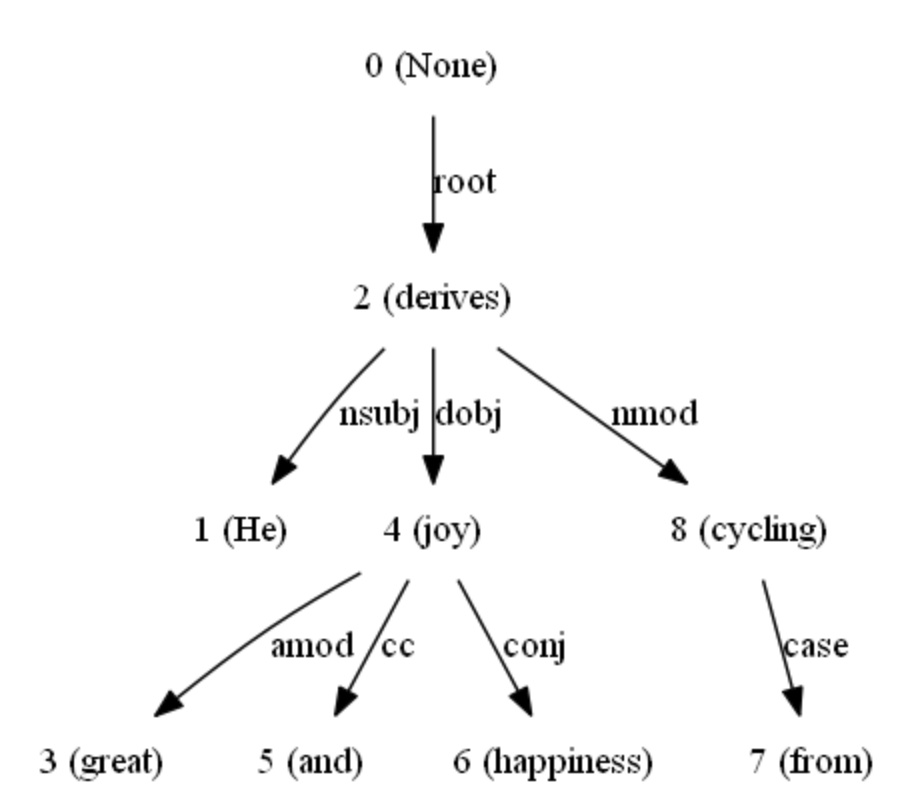 0 (None)
root
2 (derives)
nsubj dobj nmod
1 (He) 4 (joy) 8 (cycling)
amod cc conj case
3 (great) 5 (and) 6 (happiness) 7 (from)